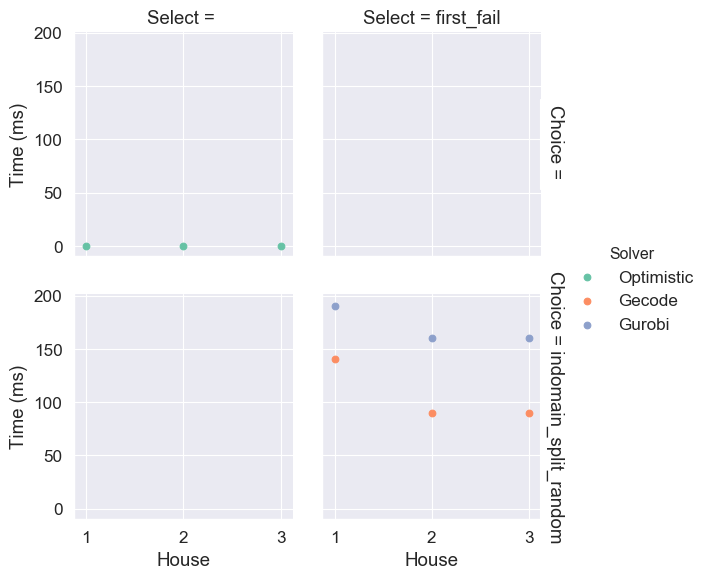 Select =
Select = first_fail
200
150
100
50
0
Time (ms)
Choice =
200
150
100
50
0
Time (ms)
Choice = indomain_split_random
1 2 3
House
1 2 3
House
Solver
Optimistic
Gecode
Gurobi